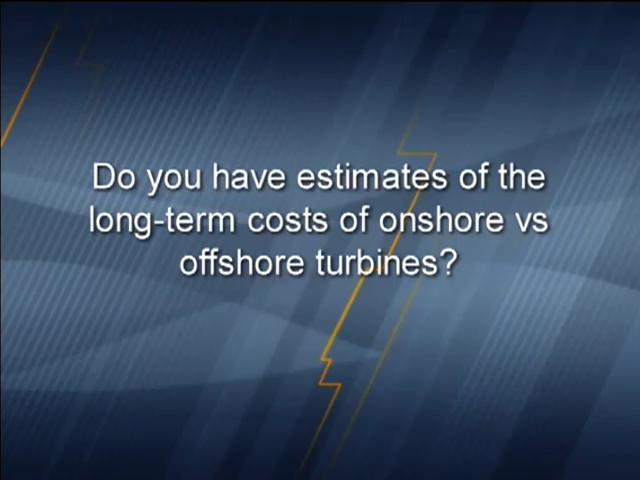 Do you have estimates of the
long-term costs of onshore vs
offshore turbines?